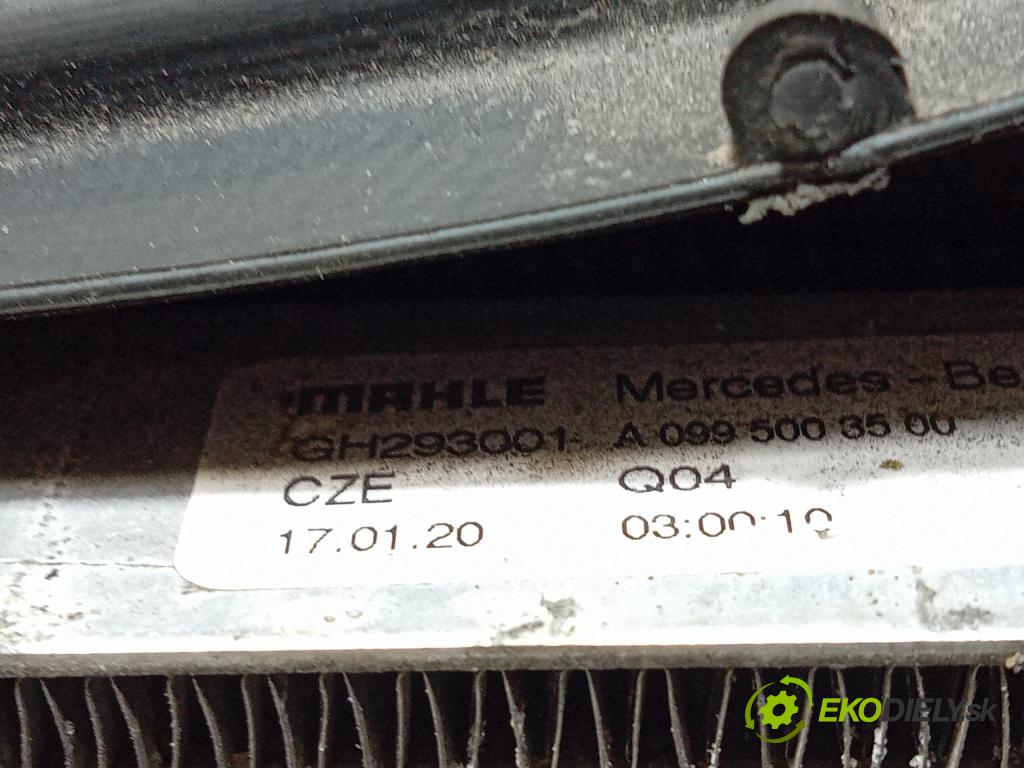 MAHLE Mercedes-Be
GH293001 A 099 500 35 00
CZE Q04
17.01.20 03:00:10
EKODIELY.sk